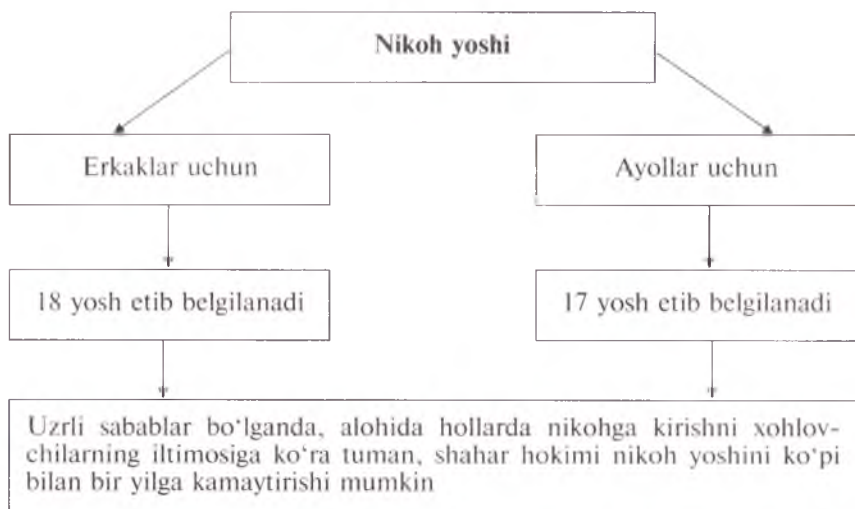 Nikoh yoshi
Erkaklar uchun
Ayollar uchun
18 yosh etib belgilanadi
17 yosh etib belgilanadi
Uzrli sabablar bo‘lganda, alohida hollarda nikohga kirishni xohlov-
chilarning iltimosiga ko‘ra tuman, shahar hokimi nikoh yoshini ko‘pi
bilan bir yilga kamaytirishi mumkin